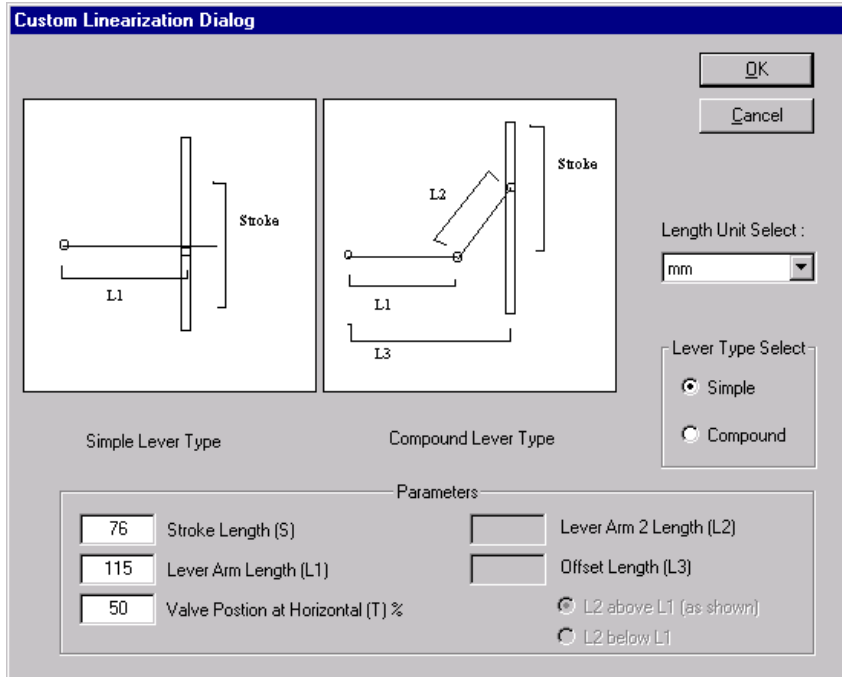 Custom Linearization Dialog
OK
Cancel
Stroke
L1
Stroke
L2
L1
L3
Length Unit Select :
mm
Lever Type Select
Simple
Compound
Simple Lever Type
Compound Lever Type
Parameters
76 Stroke Length (S)
115 Lever Arm Length (L1)
50 Valve Postion at Horizontal (T) %
Lever Arm 2 Length (L2)
Offset Length (L3)
L2 above L1 (as shown)
L2 below L1